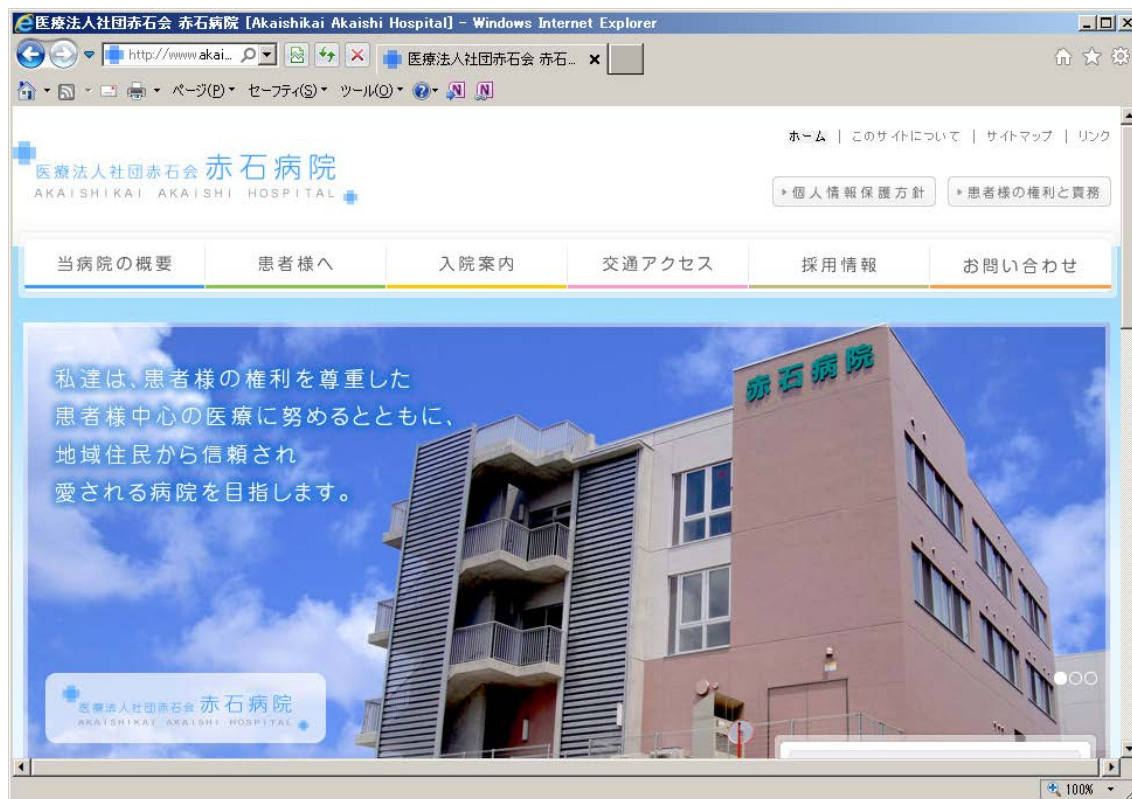 医療法人社団赤石会 赤石病院 [Akaishikai Akaishi Hospital] - Windows Internet Explorer
http://www.akai...
医療法人社団赤石会 赤石...
ページ(P)
セーフティ(S)
ツール(O)
ホーム | このサイトについて | サイトマップ | リンク
医療法人社団赤石会 赤石病院
AKAISHIKAI AKAISHI HOSPITAL
個人情報保護方針
患者様の権利と責務
当病院の概要
患者様へ
入院案内
交通アクセス
採用情報
お問い合わせ
赤石病院
私達は、患者様の権利を尊重した
患者様中心の医療に努めるとともに、
地域住民から信頼され
愛される病院を目指します。
医療法人社団赤石会 赤石病院
AKAISHIKAI AKAISHI HOSPITAL
100%